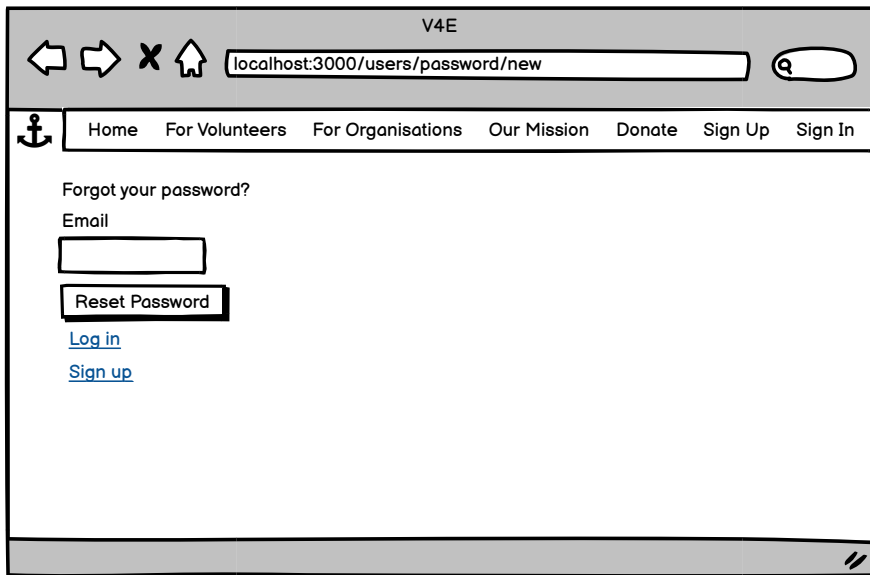 V4E
localhost:3000/users/password/new
Home For Volunteers For Organisations Our Mission Donate Sign Up Sign In
Forgot your password?
Email
Reset Password
Log in
Sign up